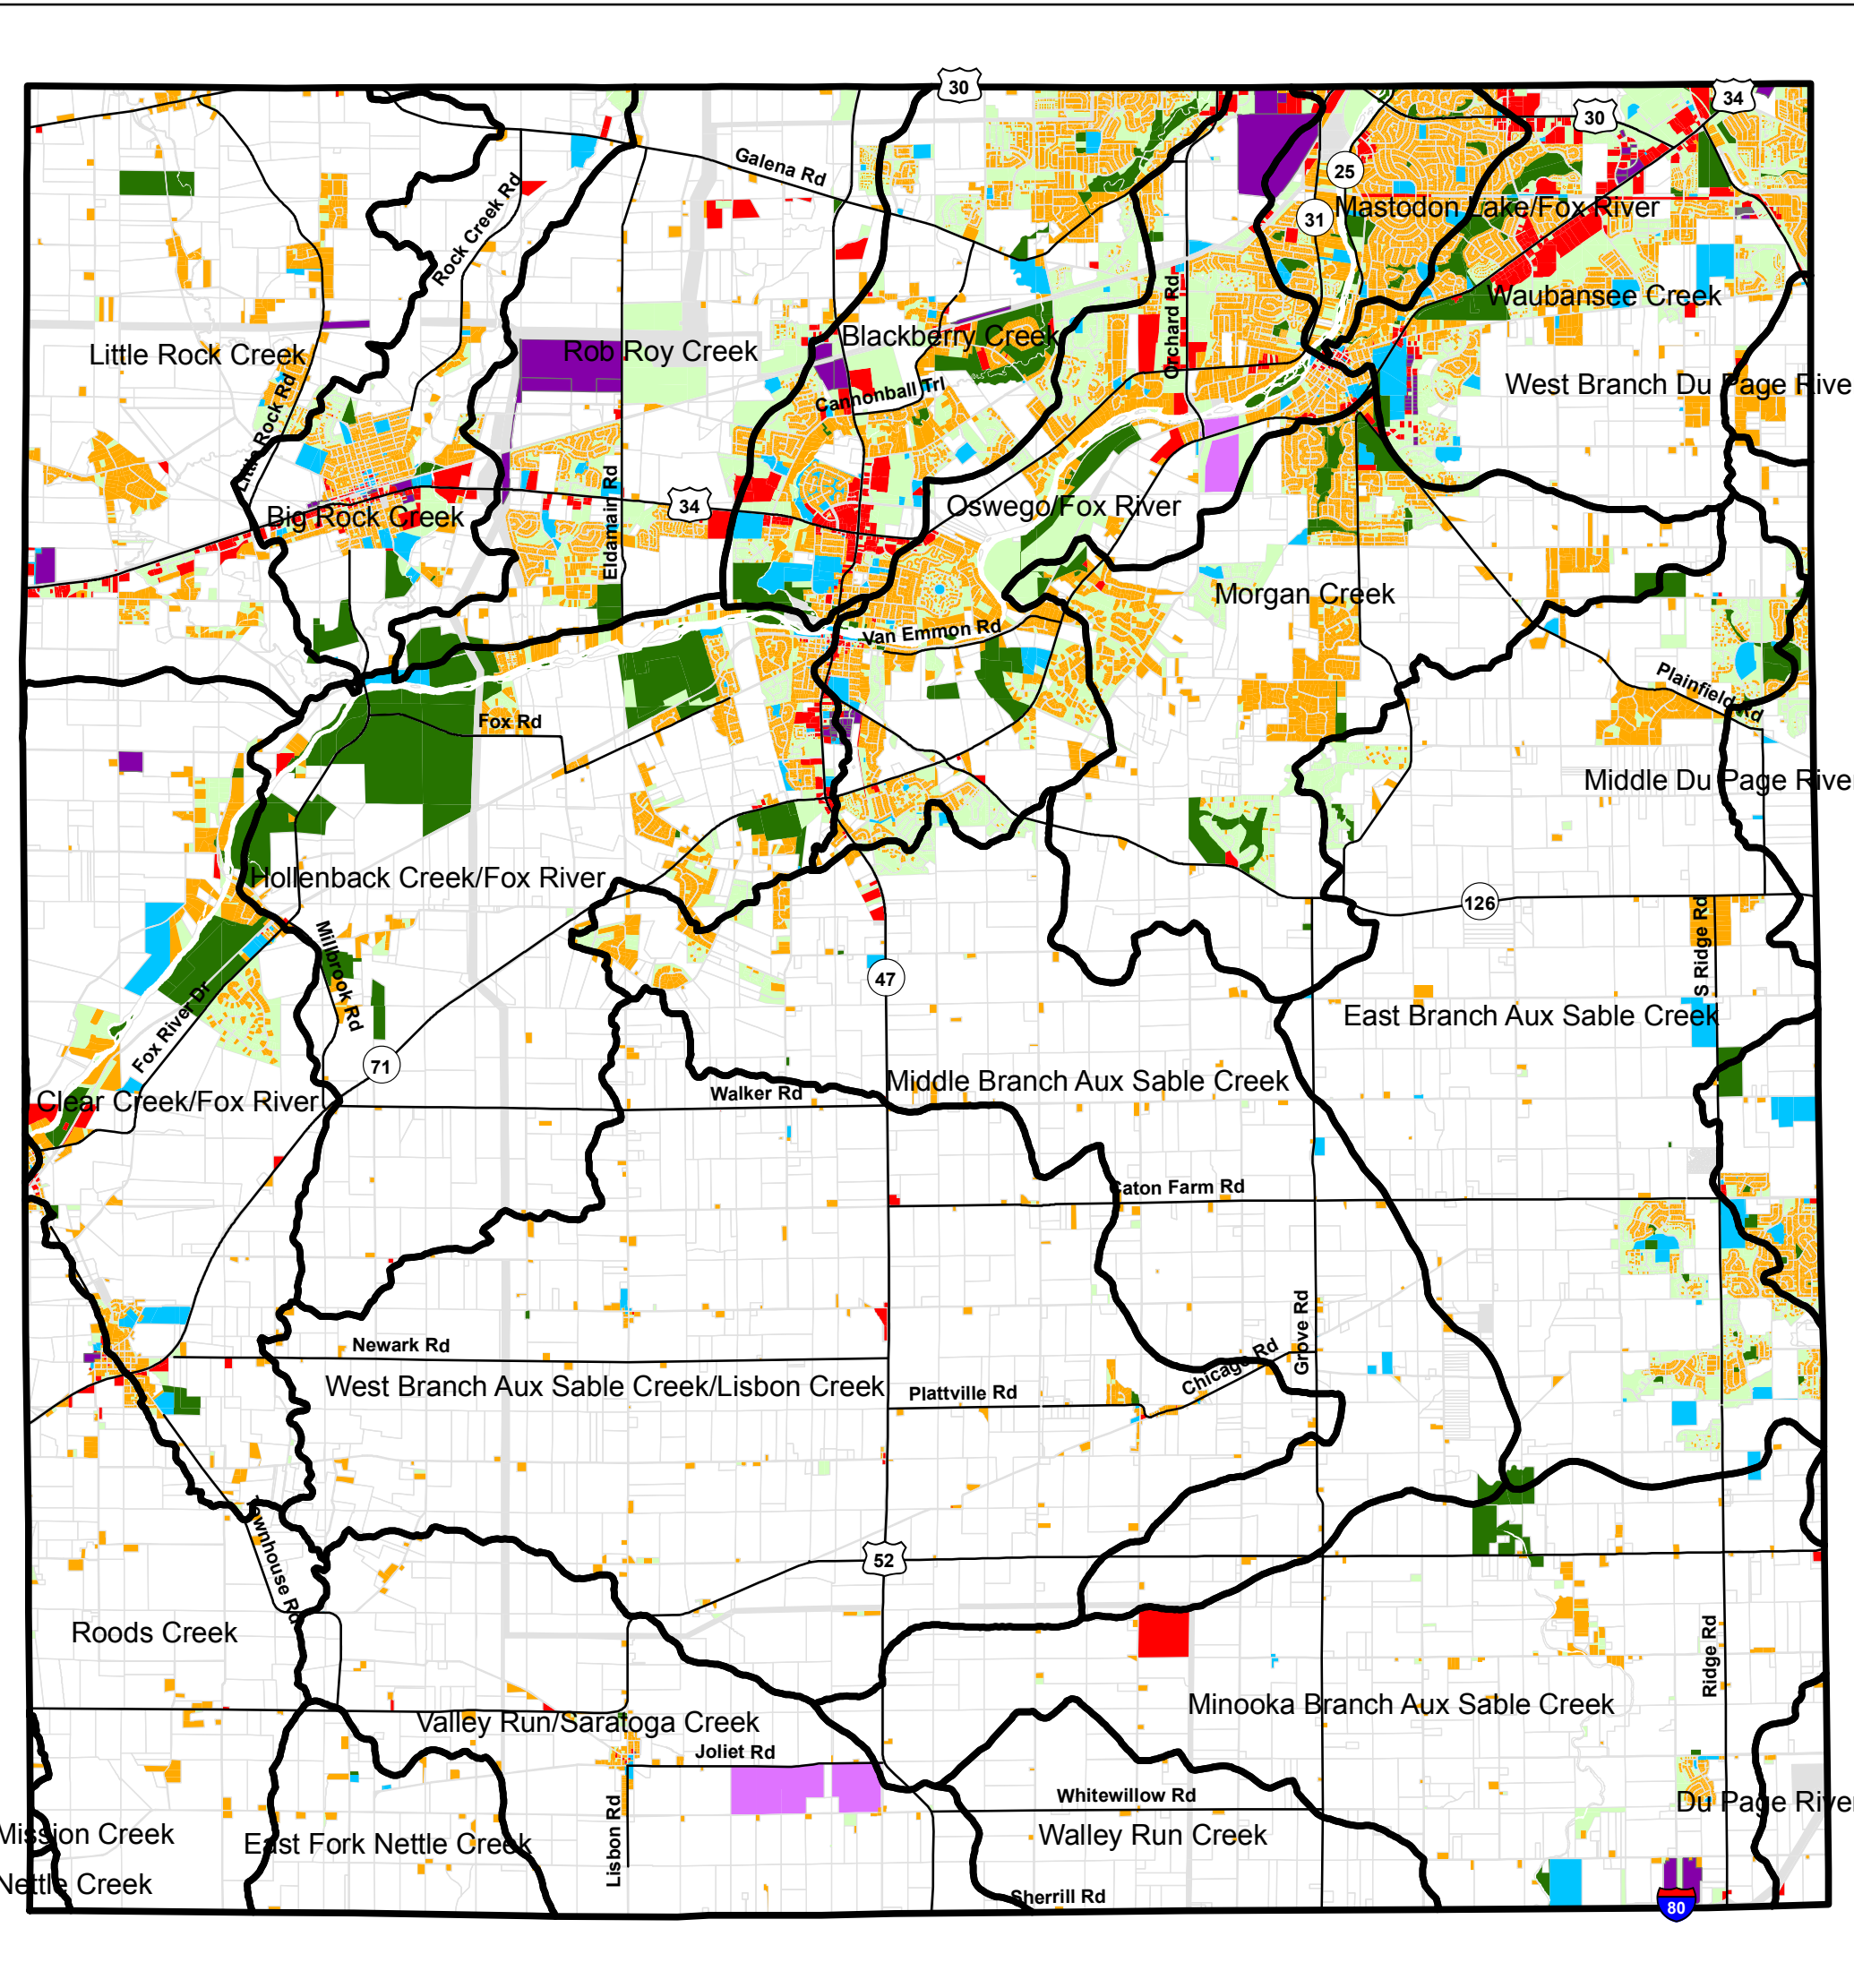 30
34
30
Galena Rd
25
Rock Creek Rd
31
Mastodon Lake/Fox River
Orchard Rd
Waubansee Creek
Blackberry Creek
Little Rock Creek
Rob Roy Creek
West Branch Du Page Rive
Cannonball Trl
Little Rock Rd
34
Eldamain Rd
Oswego/Fox River
Big Rock Creek
Morgan Creek
Van Emmon Rd
Plainfield Rd
Fox Rd
Middle Du Page River
Hollenback Creek/Fox River
126
S Ridge Rd
Millbrook Rd
47
Fox River Dr
East Branch Aux Sable Creek
71
Middle Branch Aux Sable Creek
Walker Rd
Clear Creek/Fox River
Caton Farm Rd
Grove Rd
Newark Rd
Chicago Rd
West Branch Aux Sable Creek/Lisbon Creek
Plattville Rd
Townhouse Rd
52
Roods Creek
Ridge Rd
Minooka Branch Aux Sable Creek
Valley Run/Saratoga Creek
Joliet Rd
Whitewillow Rd
Du Page River
Lisbon Rd
Mission Creek
East Fork Nettle Creek
Walley Run Creek
Nettle Creek
Sherrill Rd
80